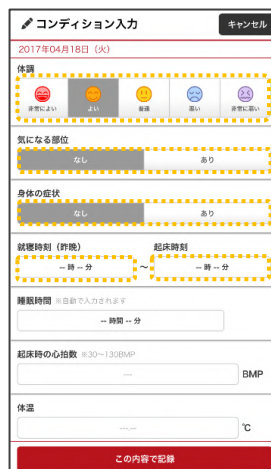 コンディション入力
キャンセル
2017年04月18日（火）
体調
非常によい よい 普通 悪い 非常に悪い
気になる部位
なし あり
身体の症状
なし あり
就寝時刻（昨晩） 起床時刻
-- 時 -- 分 ～ -- 時 -- 分
睡眠時間 ※自動で入力されます
-- 時間 -- 分
起床時の心拍数 ※30～130BMP
--- BMP
体温
--.-- ℃
この内容で記録